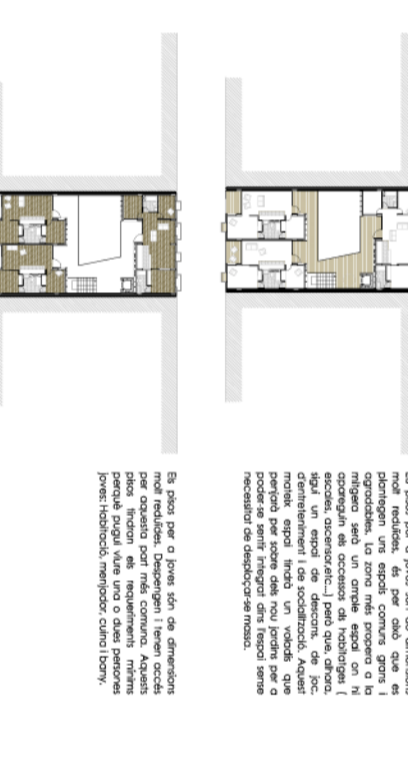 molt reduïdes, és per això que es
plantegen uns espais comuns grans i
agradables. La zona més propera a la
mitgera serà un ample espai on hi
apareguin els accessos als habitatges (
escales, ascensor,etc...) però que, alhora,
sigui un espai de descans, de joc,
d'entreteniment i de socialització. Aquest
mateix espai tindrà un voladís que
penjarà per sobre dels nou jardins per a
poder-se sentir integrat dins l'espai sense
necessitat de desplaçar-se massa.
Els pisos per a joves són de dimensions
molt reduïdes. Despengen i tenen accés
per aquesta part més comuna. Aquests
pisos tindran els requeriments mínims
perquè pugui viure una o dues persones
joves: Habitació, menjador, cuina i bany.